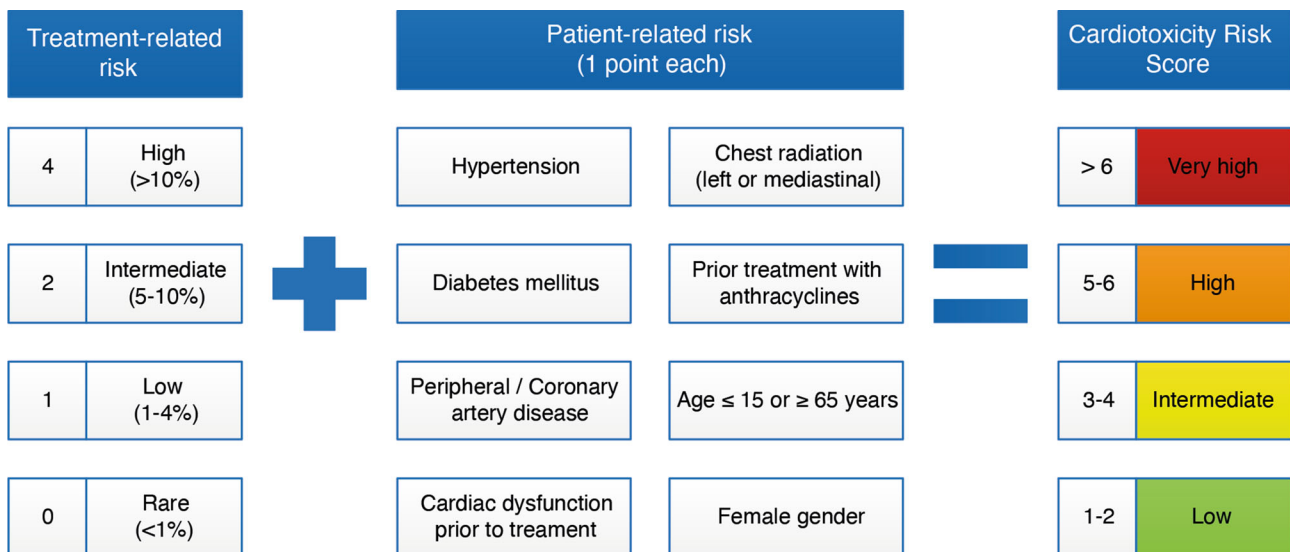 Treatment-related
risk
Patient-related risk
(1 point each)
Cardiotoxicity Risk
Score
4
High
(>10%)
Hypertension
Chest radiation
(left or mediastinal)
> 6
Very high
2
Intermediate
(5-10%)
Diabetes mellitus
Prior treatment with
anthracyclines
5-6
High
1
Low
(1-4%)
Peripheral / Coronary
artery disease
Age ≤ 15 or ≥ 65 years
3-4
Intermediate
0
Rare
(<1%)
Cardiac dysfunction
prior to treament
Female gender
1-2
Low